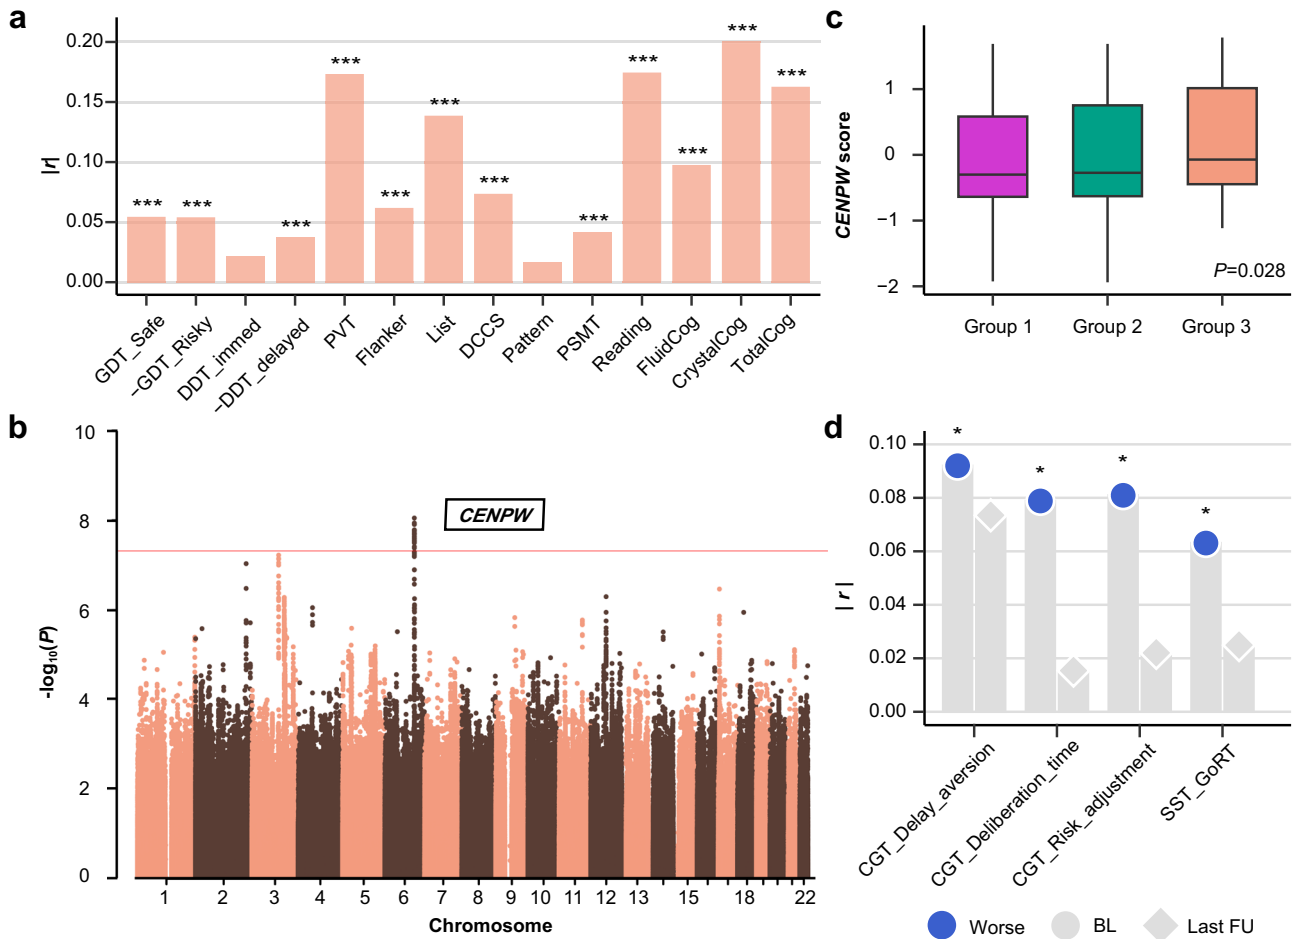 a
|r|
0.20
0.15
0.10
0.05
0.00
*** *** *** *** *** *** *** *** *** *** *** ***
GDT_Safe
−GDT_Risky
DDT_immed
−DDT_delayed
PVT
Flanker
List
DCCS
Pattern
PSMT
Reading
FluidCog
CrystalCog
TotalCog
c
CENPW score
1
0
−1
−2
P=0.028
Group 1 Group 2 Group 3
b
-log10(P)
10
8
6
4
2
0
CENPW
1 2 3 4 5 6 7 8 9 10 11 12 13 15 18 22
Chromosome
d
| r |
0.10
0.08
0.06
0.04
0.02
0.00
* * * *
CGT_Delay_aversion
CGT_Deliberation_time
CGT_Risk_adjustment
SST_GoRT
Worse BL Last FU